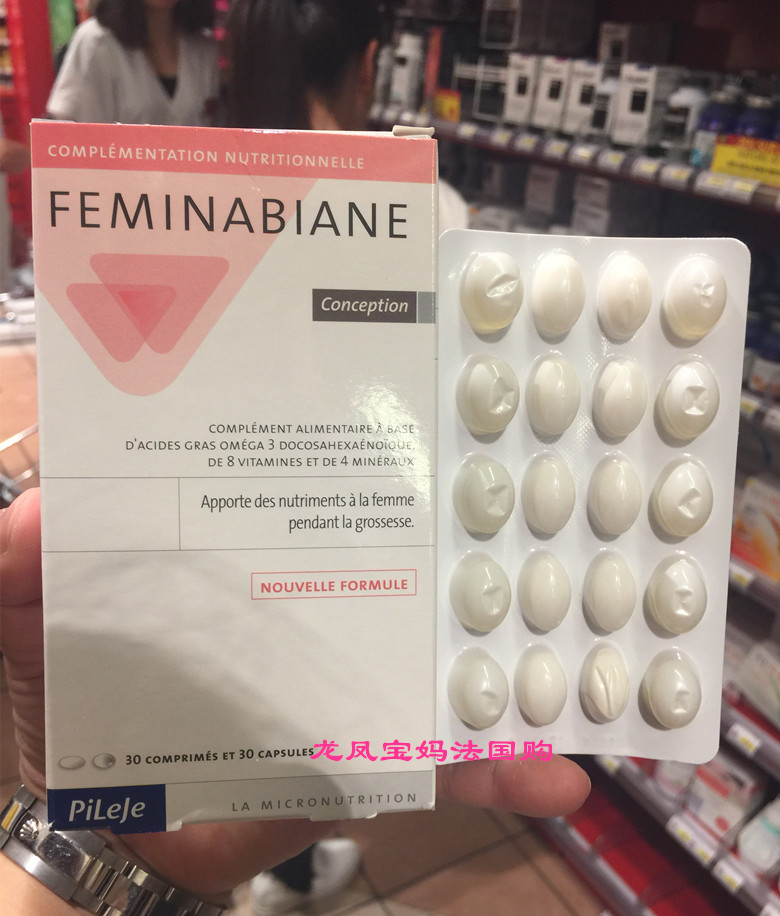 COMPLÉMENTATION NUTRITIONNELLE
FEMINABIANE
Conception
COMPLÉMENT ALIMENTAIRE À BASE
D'ACIDES GRAS OMÉGA 3 DOCOSAHEXAÉNOÏQUE,
DE 8 VITAMINES ET DE 4 MINÉRAUX
Apporte des nutriments à la femme
pendant la grossesse.
NOUVELLE FORMULE
30 COMPRIMÉS ET 30 CAPSULES
龙凤宝妈法国购
PiLeJe
LA MICRONUTRITION